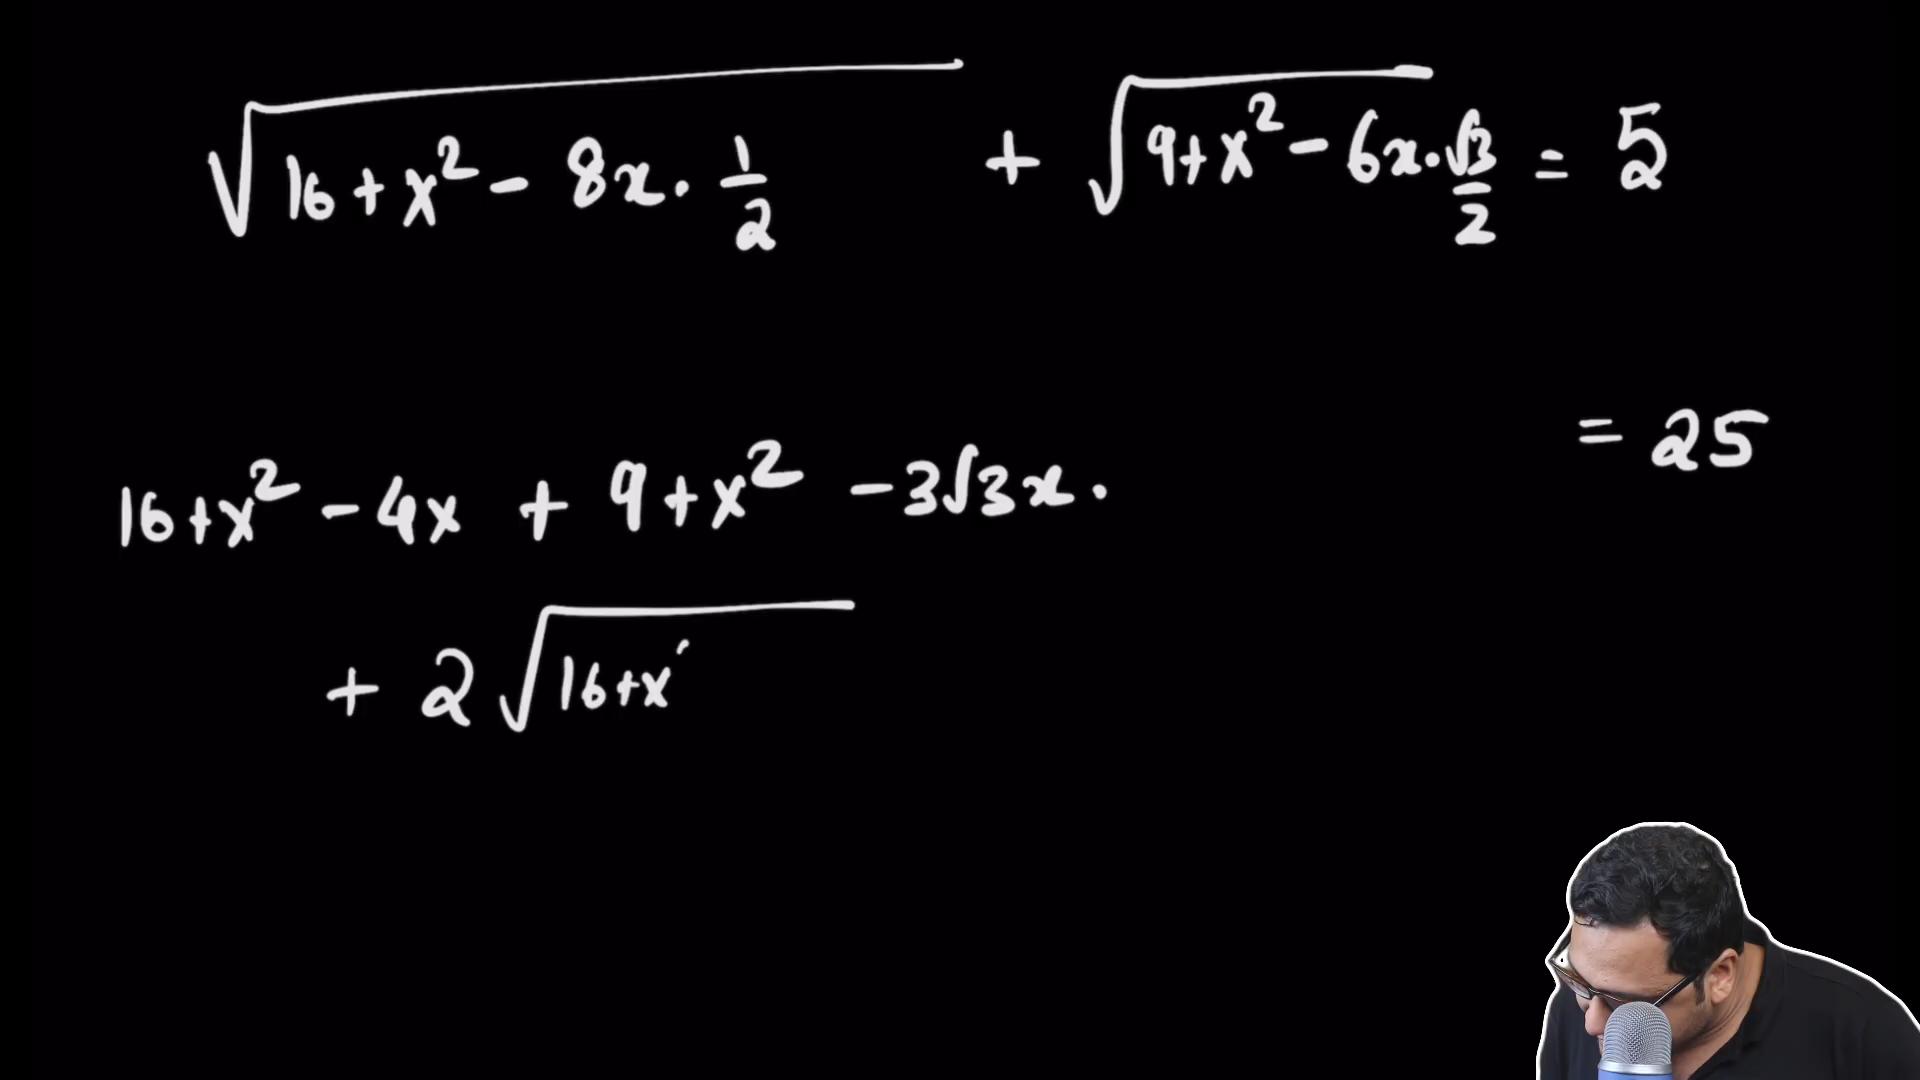 √16+x² - 8x · 1/2 + √9+x² - 6x · √3/2 = 5
= 25
16+x² - 4x + 9+x² - 3√3x .
+ 2 √16+x